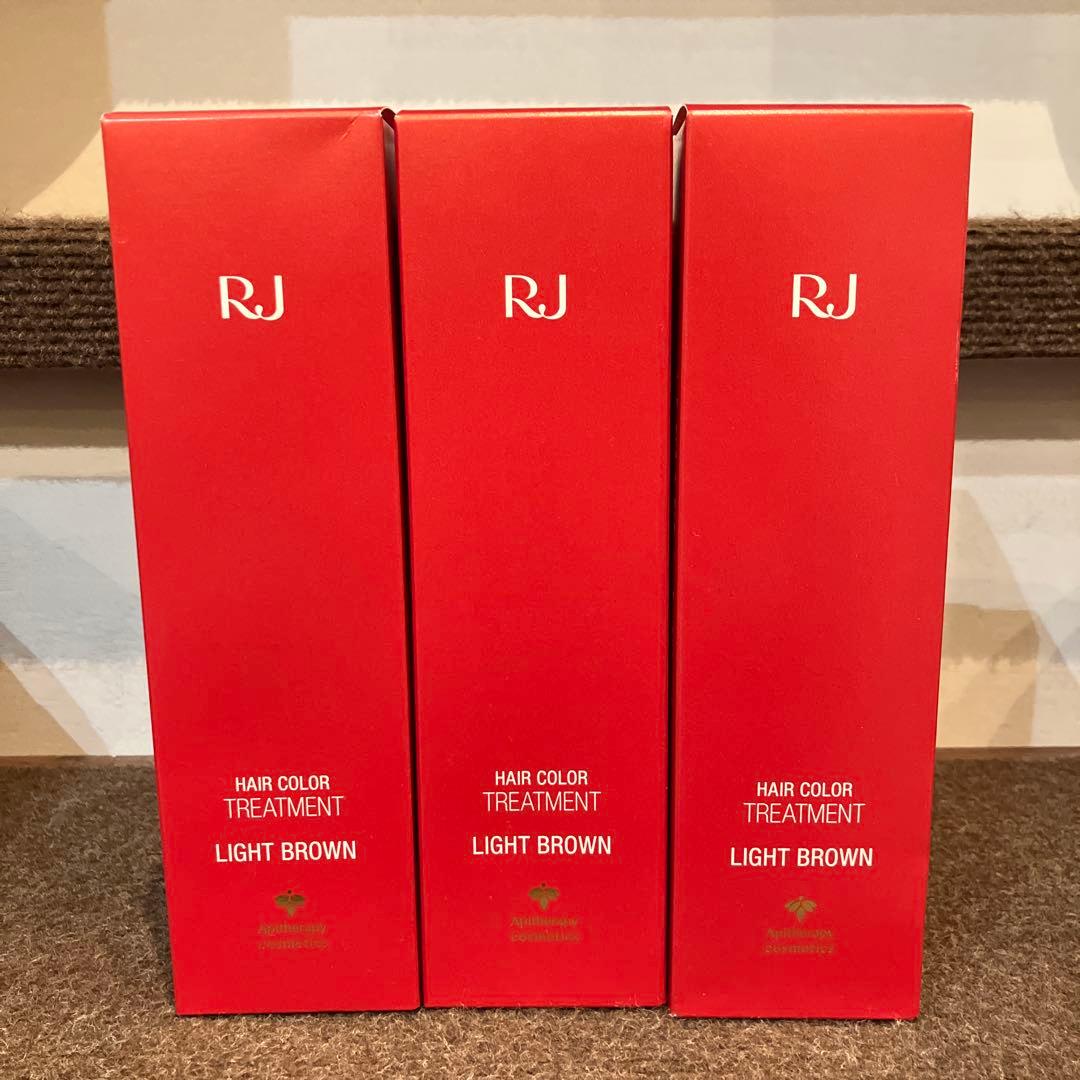 RJ
HAIR COLOR
TREATMENT
LIGHT BROWN
Apitherapy
cosmetics
RJ
HAIR COLOR
TREATMENT
LIGHT BROWN
Apitherapy
cosmetics
RJ
HAIR COLOR
TREATMENT
LIGHT BROWN
Apitherapy
cosmetics